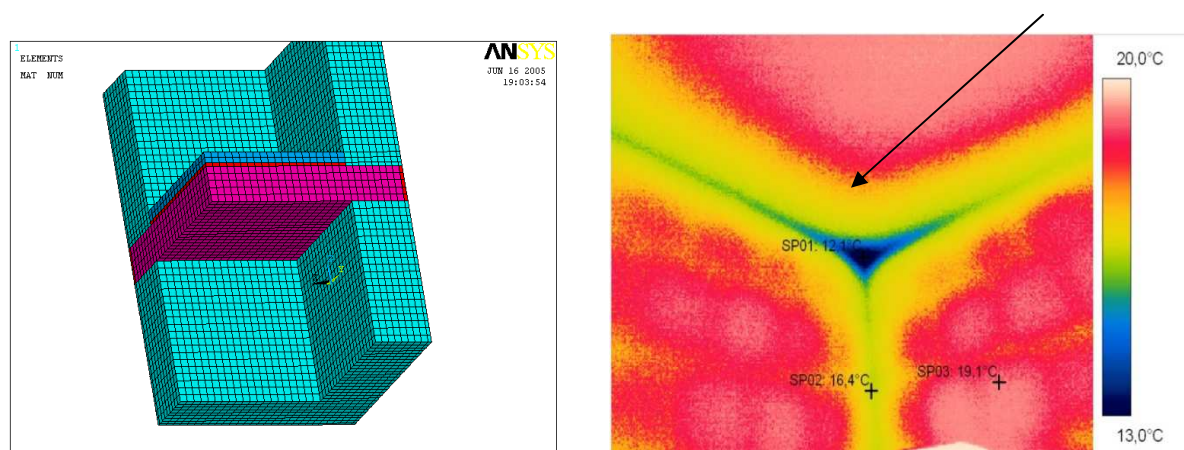 1
ELEMENTS
MAT NUM
ANSYS
JUN 16 2005
19:03:54
20,0°C
SP01: 12,1°C
SP02: 16,4°C
SP03: 19,1°C
13,0°C